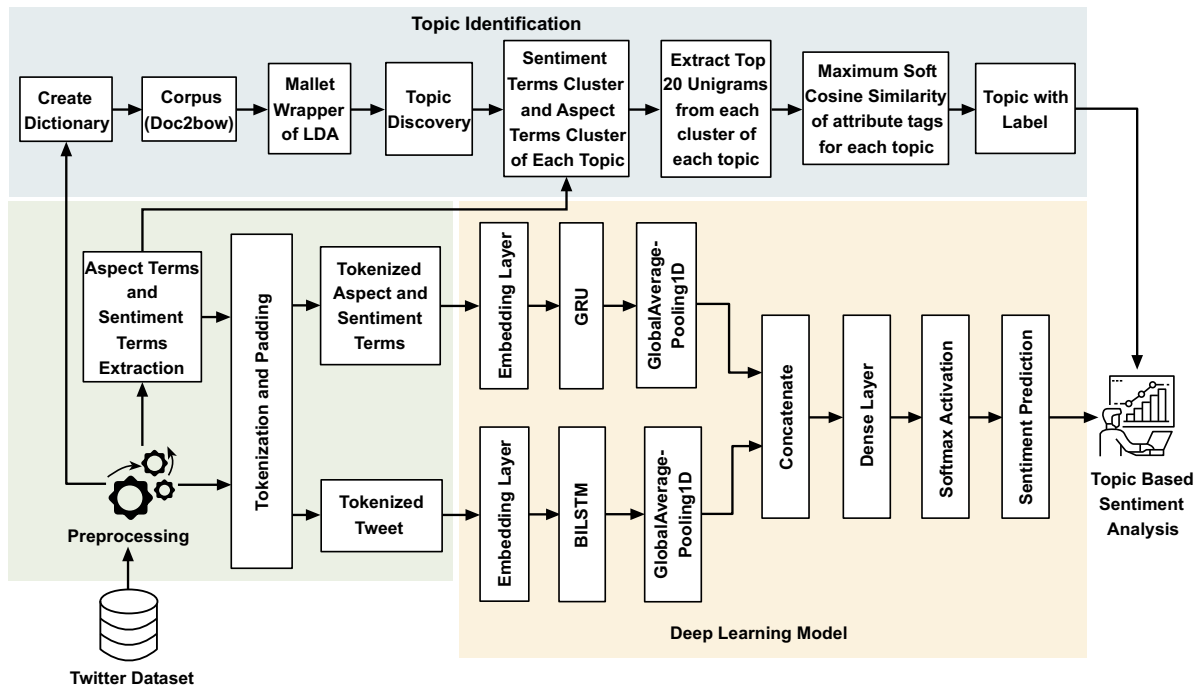 Topic Identification
Create
Dictionary
Corpus
(Doc2bow)
Mallet
Wrapper
of LDA
Topic
Discovery
Sentiment
Terms Cluster
and Aspect
Terms Cluster
of Each Topic
Extract Top
20 Unigrams
from each
cluster of
each topic
Maximum Soft
Cosine Similarity
of attribute tags
for each topic
Topic with
Label
Aspect Terms
and
Sentiment
Terms
Extraction
Tokenization and Padding
Tokenized
Aspect and
Sentiment
Terms
Embedding Layer
GRU
GlobalAverage-
Pooling1D
Concatenate
Dense Layer
Softmax Activation
Sentiment Prediction
Topic Based
Sentiment
Analysis
Preprocessing
Tokenized
Tweet
Embedding Layer
BILSTM
GlobalAverage-
Pooling1D
Deep Learning Model
Twitter Dataset